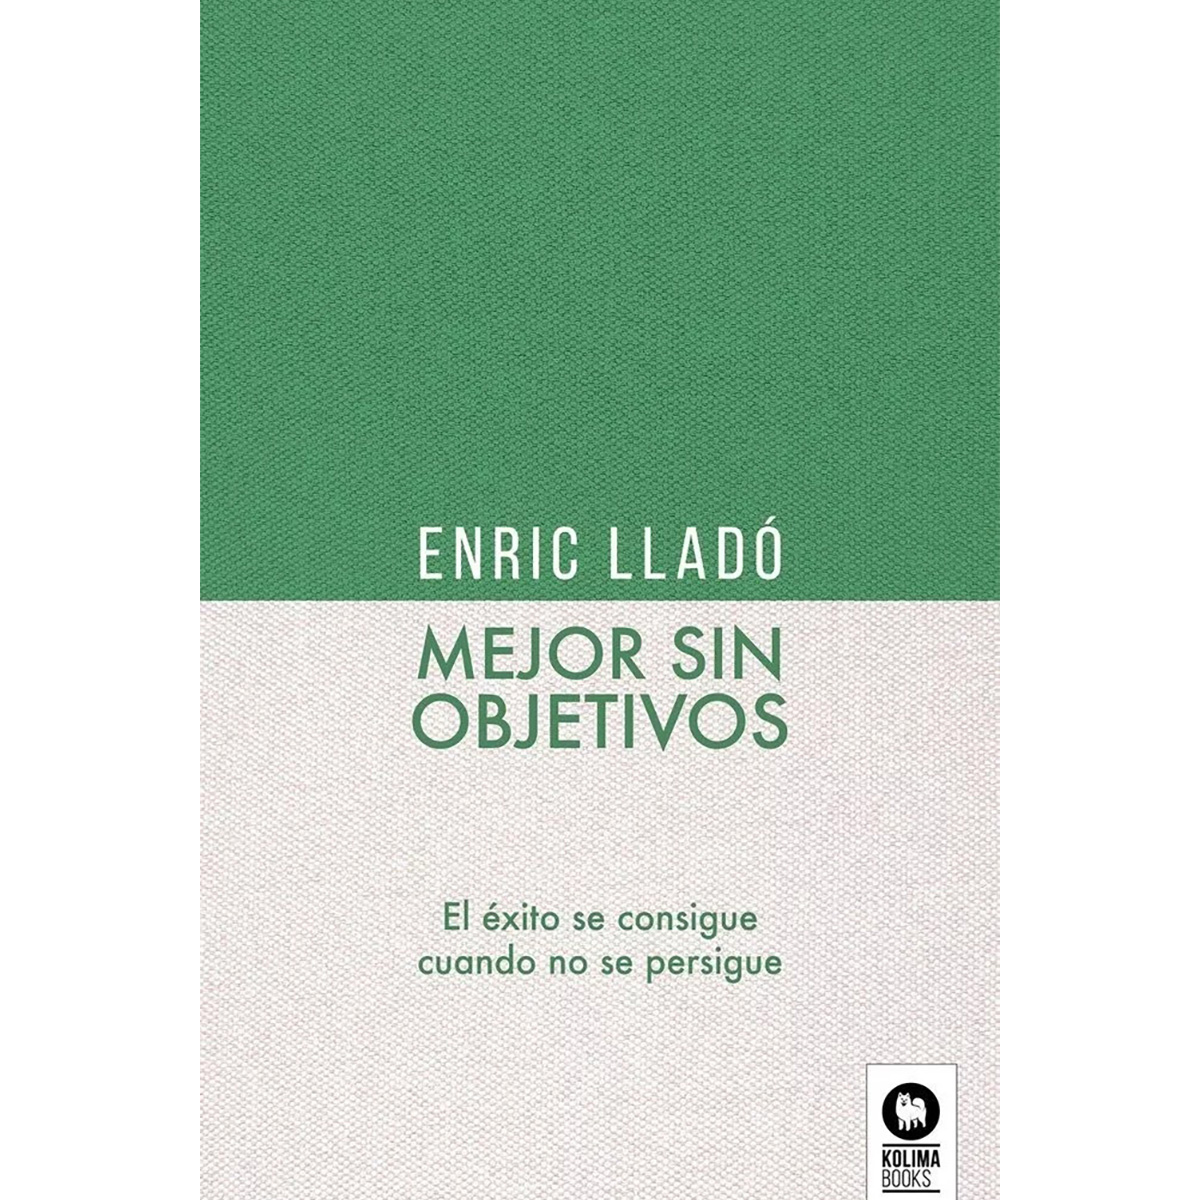 ENRIC LLADÓ
MEJOR SIN
OBJETIVOS
El éxito se consigue
cuando no se persigue
KOLIMA
BOOKS